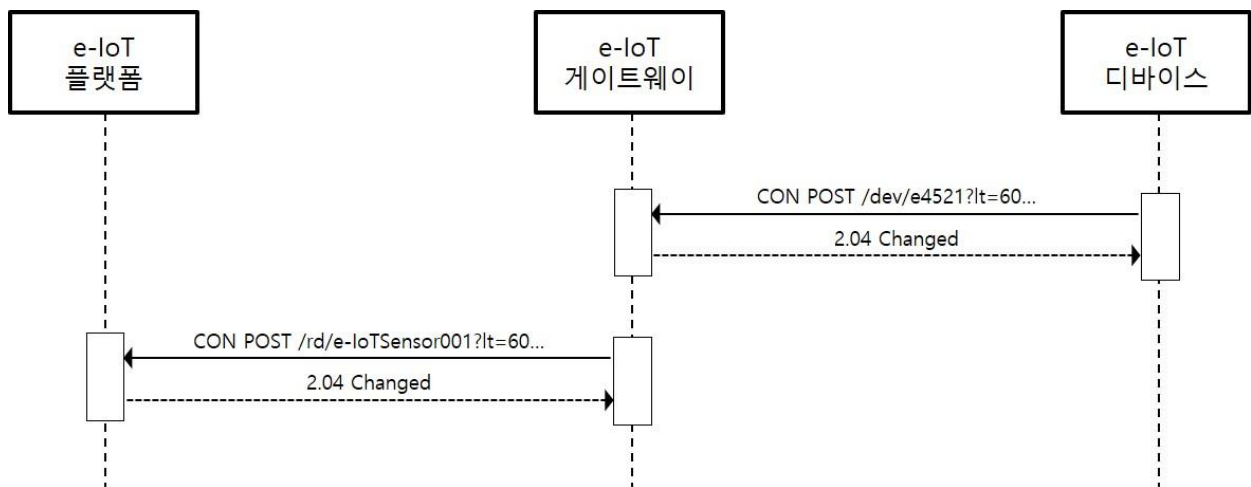 e-IoT
플랫폼
e-IoT
게이트웨이
e-IoT
디바이스
CON POST /dev/e4521?lt=60...
2.04 Changed
CON POST /rd/e-IoTSensor001?lt=60...
2.04 Changed